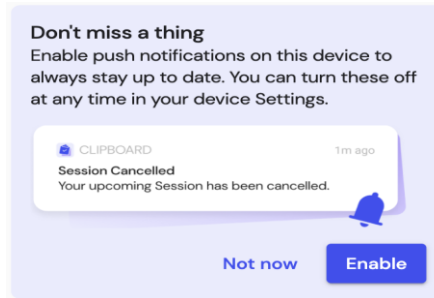 Don't miss a thing
Enable push notifications on this device to
always stay up to date. You can turn these off
at any time in your device Settings.
CLIPBOARD 1m ago
Session Cancelled
Your upcoming Session has been cancelled.
Not now Enable